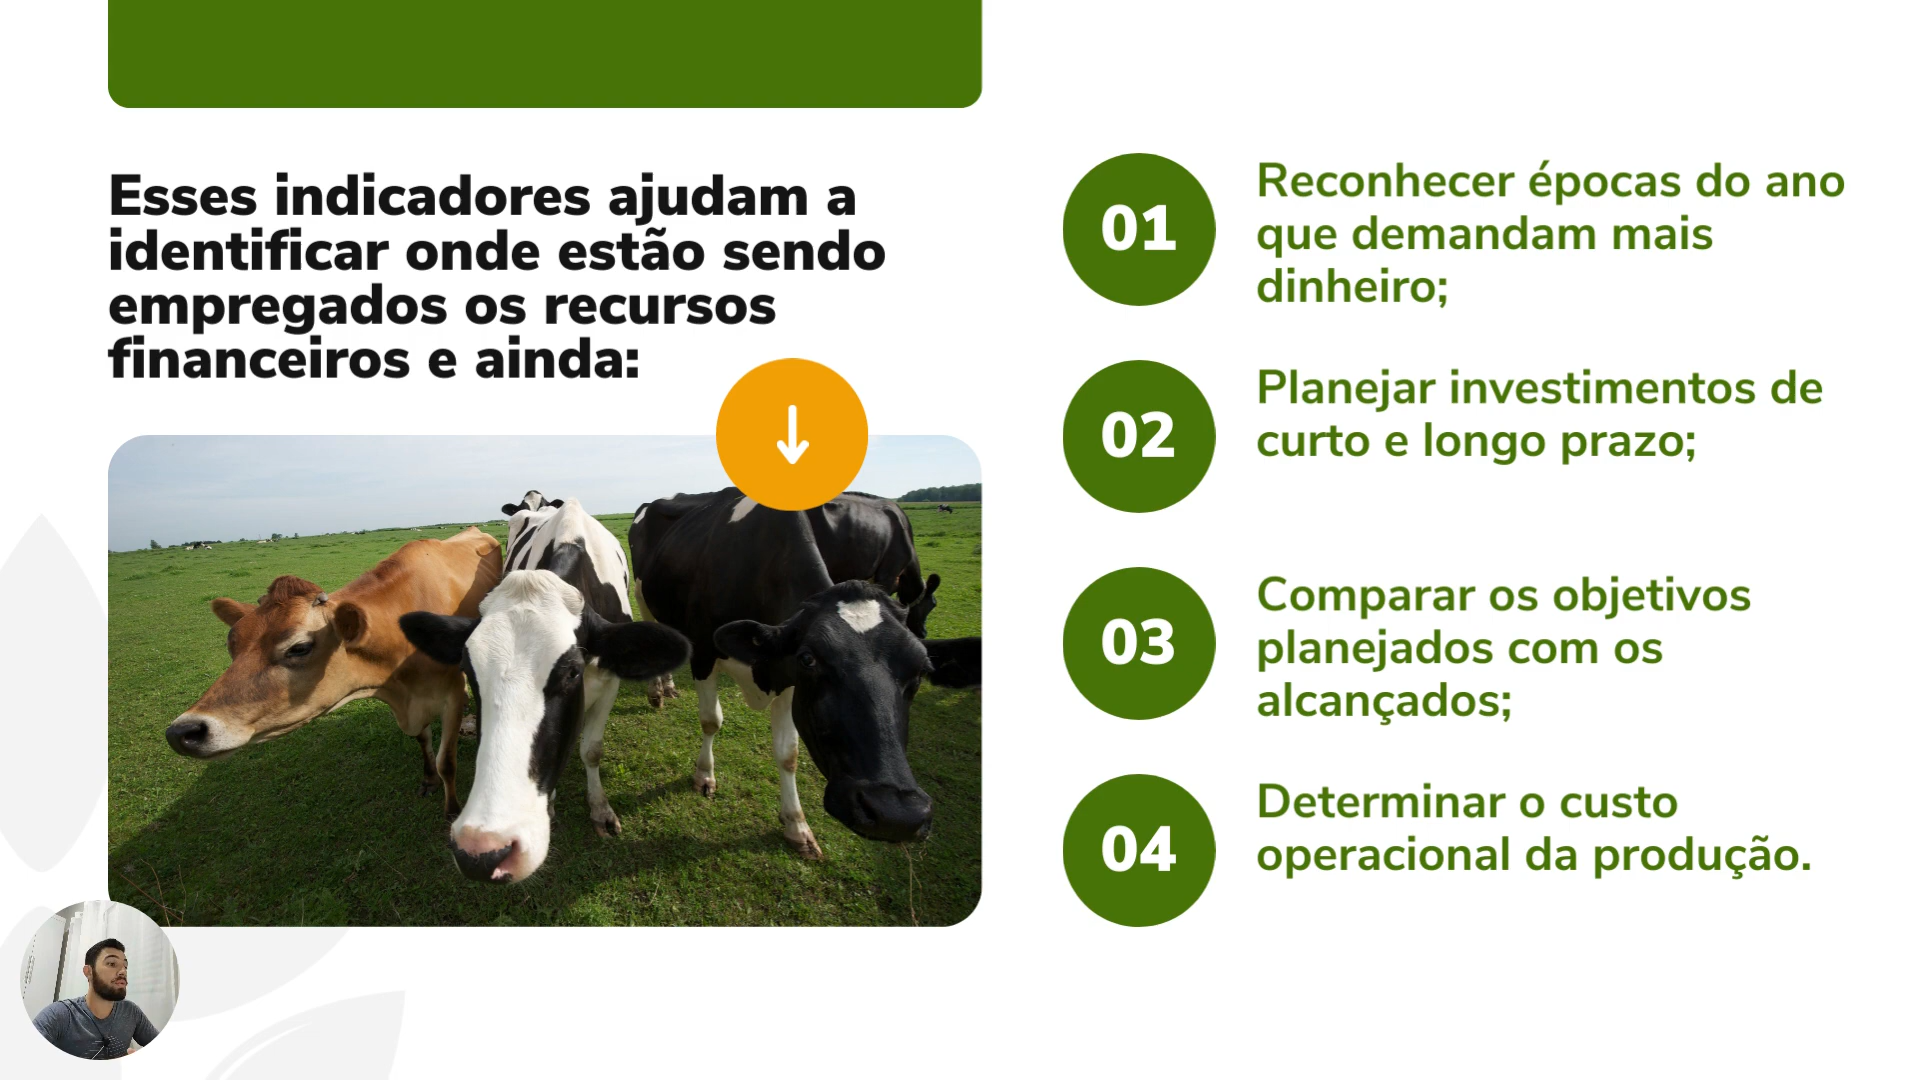 Esses indicadores ajudam a
identificar onde estão sendo
empregados os recursos
financeiros e ainda:
01
Reconhecer épocas do ano
que demandam mais
dinheiro;
02
Planejar investimentos de
curto e longo prazo;
03
Comparar os objetivos
planejados com os
alcançados;
04
Determinar o custo
operacional da produção.